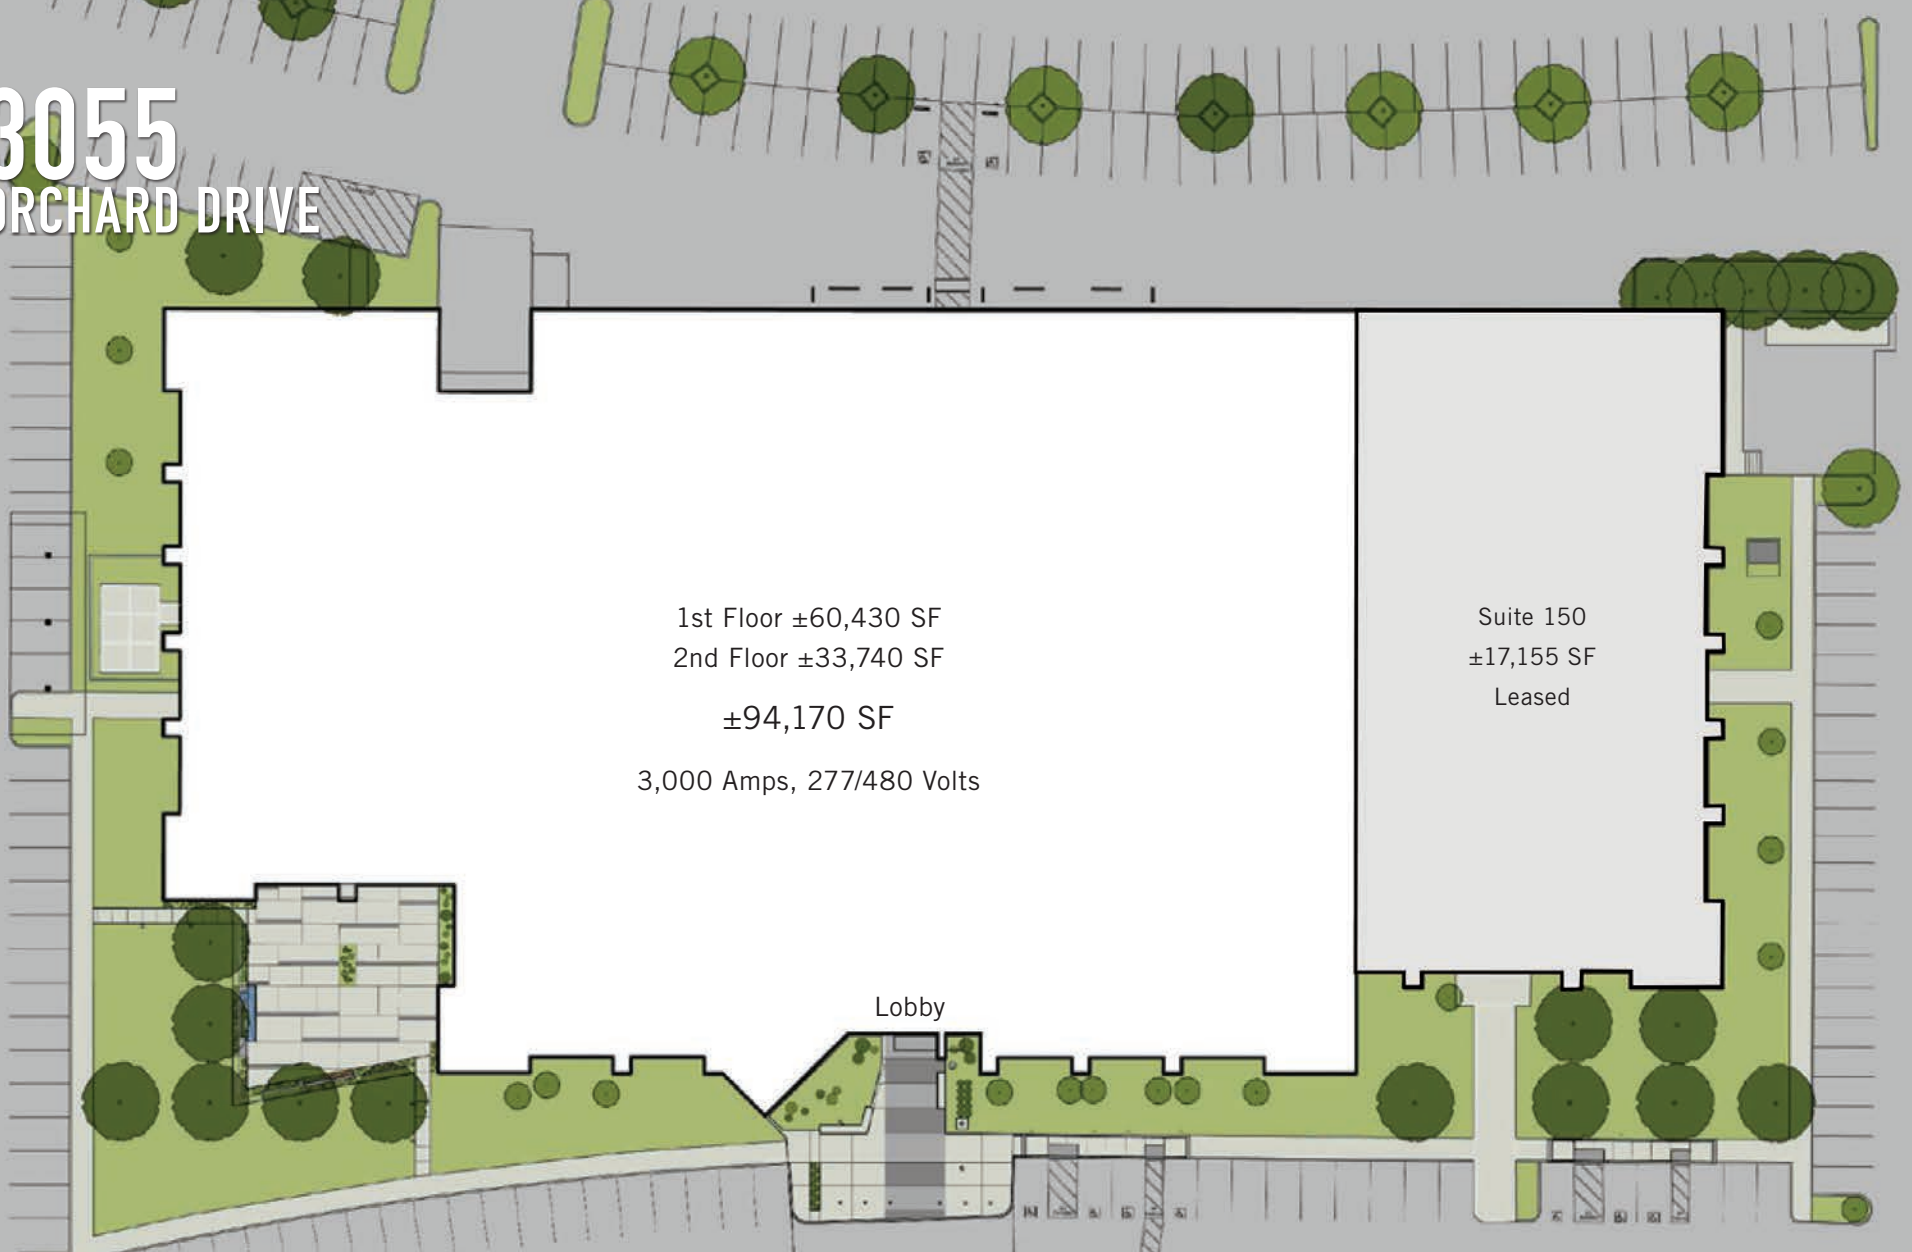 3055
ORCHARD DRIVE
1st Floor ±60,430 SF
2nd Floor ±33,740 SF
±94,170 SF
3,000 Amps, 277/480 Volts
Suite 150
±17,155 SF
Leased
Lobby